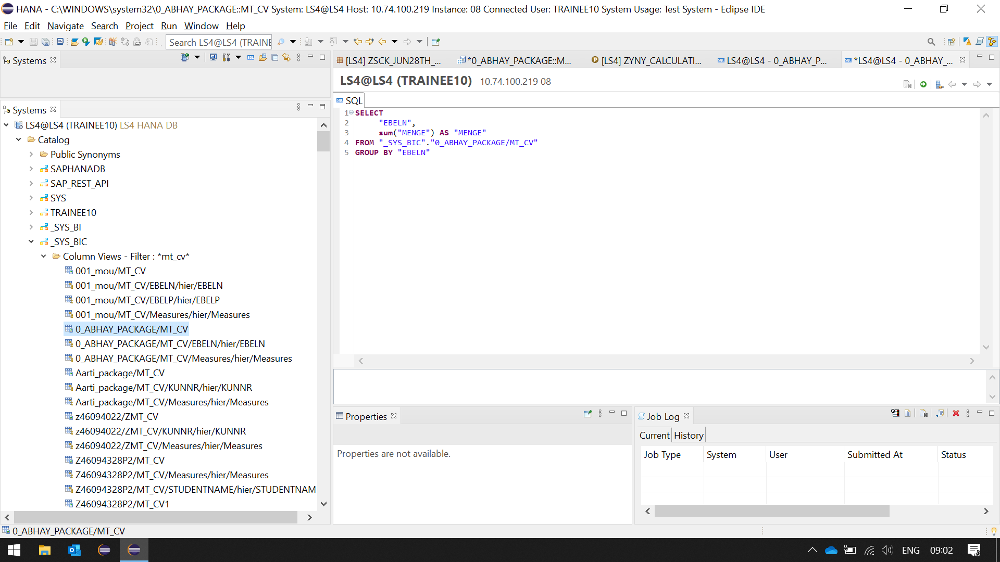 HANA - C:\WINDOWS\system32\0_ABHAY_PACKAGE::MT_CV System: LS4@LS4 Host: 10.74.100.219 Instance: 08 Connected User: TRAINEE10 System Usage: Test System - Eclipse IDE
File Edit Navigate Search Project Run Window Help
Search LS4@LS4 (TRAINE
Systems
[LS4] ZSCK_JUN28TH_... *0_ABHAY_PACKAGE::M... [LS4] ZYNY_CALCULATI... LS4@LS4 - 0_ABHAY_P... *LS4@LS4 - 0_ABHAY_...
LS4@LS4 (TRAINEE10) 10.74.100.219 08
SQL
1 SELECT
2 "EBELN",
3 sum("MENGE") AS "MENGE"
4 FROM "_SYS_BIC"."0_ABHAY_PACKAGE/MT_CV"
5 GROUP BY "EBELN"
Systems
LS4@LS4 (TRAINEE10) LS4 HANA DB
Catalog
Public Synonyms
SAPHANADB
SAP_REST_API
SYS
TRAINEE10
_SYS_BI
_SYS_BIC
Column Views - Filter : *mt_cv*
001_mou/MT_CV
001_mou/MT_CV/EBELN/hier/EBELN
001_mou/MT_CV/EBELP/hier/EBELP
001_mou/MT_CV/Measures/hier/Measures
0_ABHAY_PACKAGE/MT_CV
0_ABHAY_PACKAGE/MT_CV/EBELN/hier/EBELN
0_ABHAY_PACKAGE/MT_CV/Measures/hier/Measures
Aarti_package/MT_CV
Aarti_package/MT_CV/KUNNR/hier/KUNNR
Aarti_package/MT_CV/Measures/hier/Measures
z46094022/ZMT_CV
z46094022/ZMT_CV/KUNNR/hier/KUNNR
z46094022/ZMT_CV/Measures/hier/Measures
Z46094328P2/MT_CV
Z46094328P2/MT_CV/Measures/hier/Measures
Z46094328P2/MT_CV/STUDENTNAME/hier/STUDENTNAM
Z46094328P2/MT_CV1
Properties
Properties are not available.
Job Log
Current History
Job Type System User Submitted At Status
0_ABHAY_PACKAGE/MT_CV
ENG 09:02